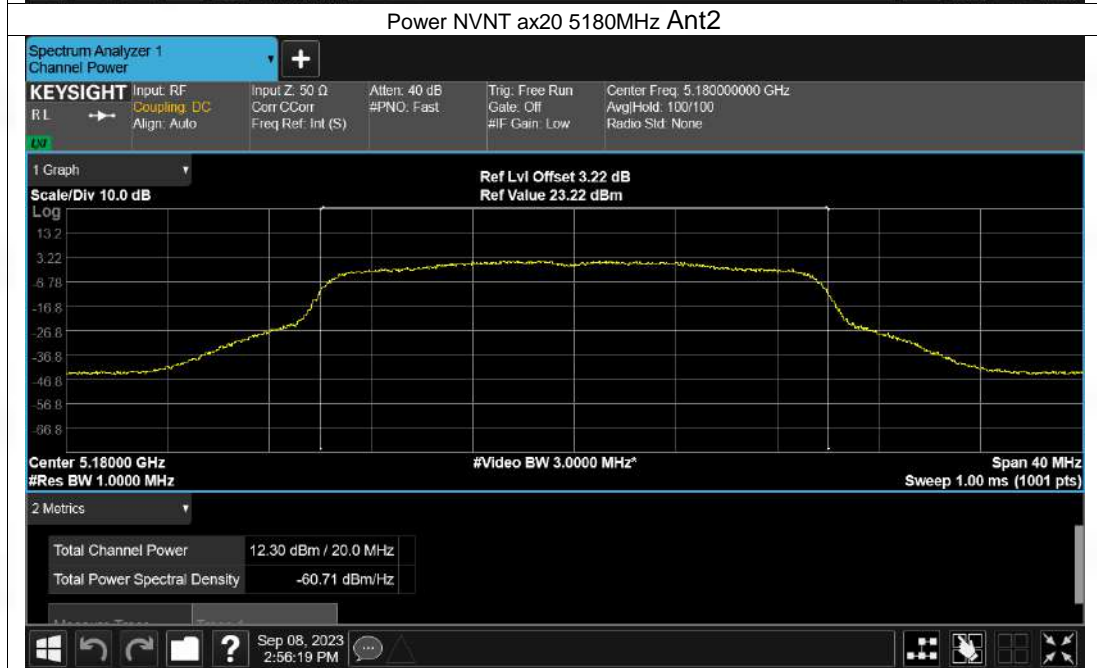 Power NVNT ax20 5180MHz Ant2
Spectrum Analyzer 1
Channel Power
+
KEYSIGHT
RL
LXI
Input: RF
Coupling: DC
Align: Auto
Input Z: 50 Ω
Corr CCorr
Freq Ref: Int (S)
Atten: 40 dB
#PNO: Fast
Trig: Free Run
Gate: Off
#IF Gain: Low
Center Freq: 5.180000000 GHz
Avg|Hold: 100/100
Radio Std: None
1 Graph
Scale/Div 10.0 dB
Ref Lvl Offset 3.22 dB
Ref Value 23.22 dBm
Log
13.2
3.22
-6.78
-16.8
-26.8
-36.8
-46.8
-56.8
-66.8
Center 5.18000 GHz
#Video BW 3.0000 MHz*
Span 40 MHz
#Res BW 1.0000 MHz
Sweep 1.00 ms (1001 pts)
2 Metrics
Total Channel Power 12.30 dBm / 20.0 MHz
Total Power Spectral Density -60.71 dBm/Hz
?
Sep 08, 2023
2:56:19 PM